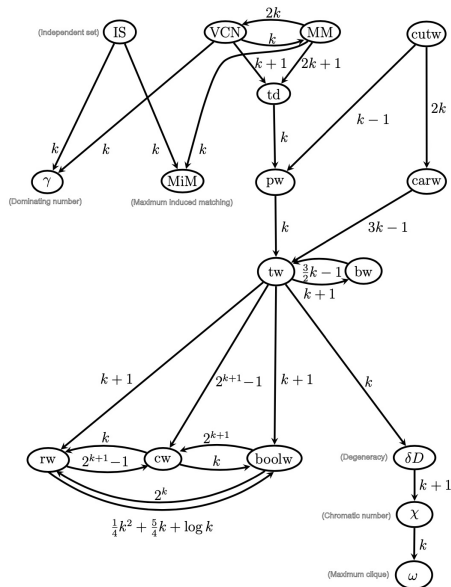 2k
(Independent set) IS VCN MM cutw
k
k + 1 2k + 1
td
2k
k − 1
k k k k k
γ MiM pw carw
(Dominating number) (Maximum induced matching)
k 3k − 1
tw 3/2k − 1 bw
k + 1
k + 1 2^{k+1}−1 k + 1 k
k 2^{k+1}
rw cw boolw (Degeneracy) δD
2^{k+1}−1 k
k + 1
2^k
(Chromatic number) χ
1/4k² + 5/4k + log k
k
(Maximum clique) ω